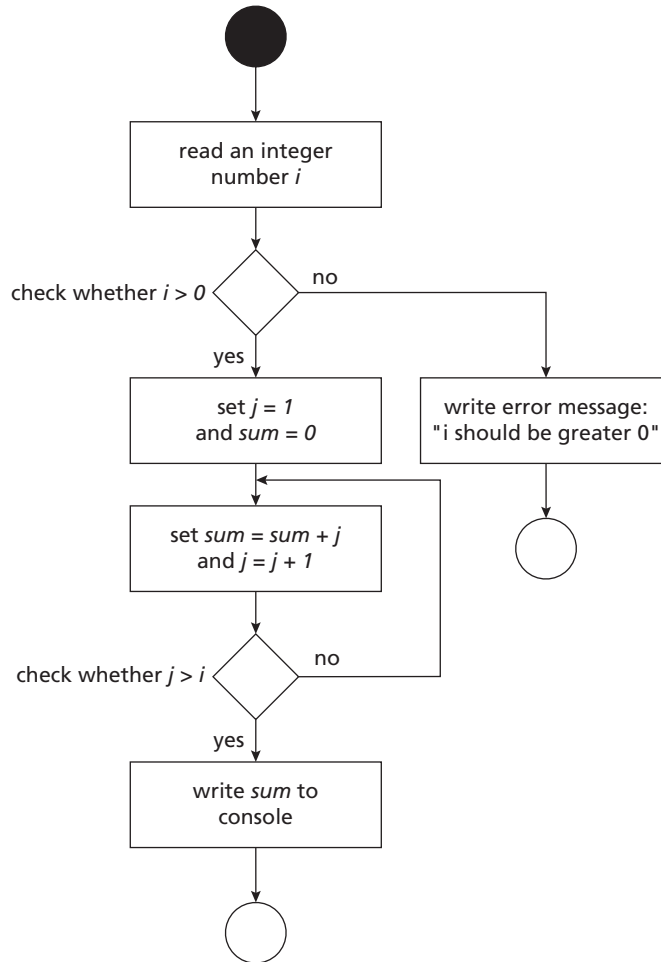 read an integer
number i
check whether i > 0
no
yes
set j = 1
and sum = 0
write error message:
"i should be greater 0"
set sum = sum + j
and j = j + 1
check whether j > i
no
yes
write sum to
console